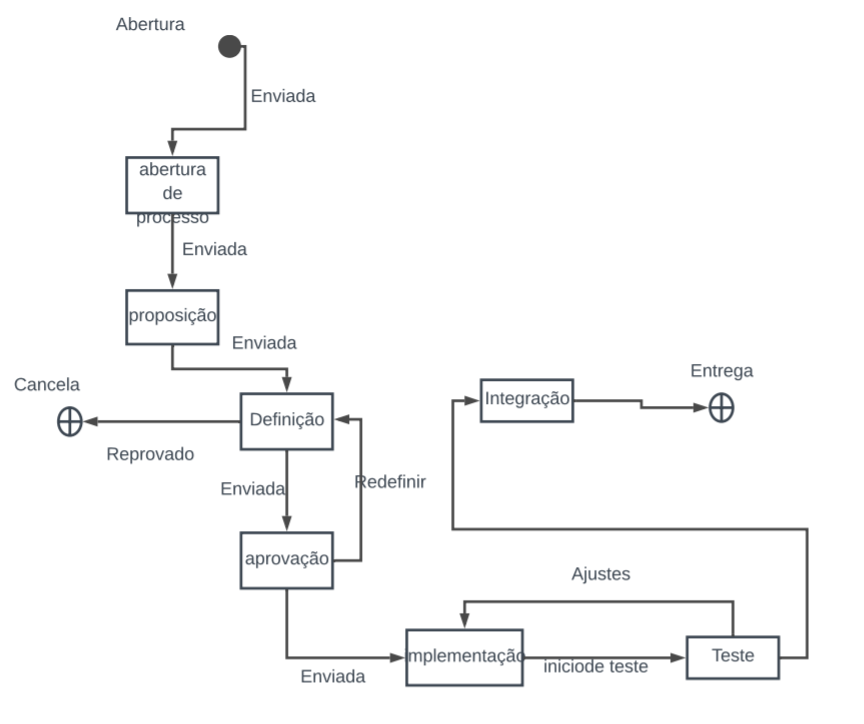 Abertura
Enviada
abertura
de
processo
Enviada
proposição
Enviada
Cancela
Definição
Reprovado
Enviada
Redefinir
aprovação
Enviada
Integração
Entrega
Ajustes
mplementação
iniciode teste
Teste